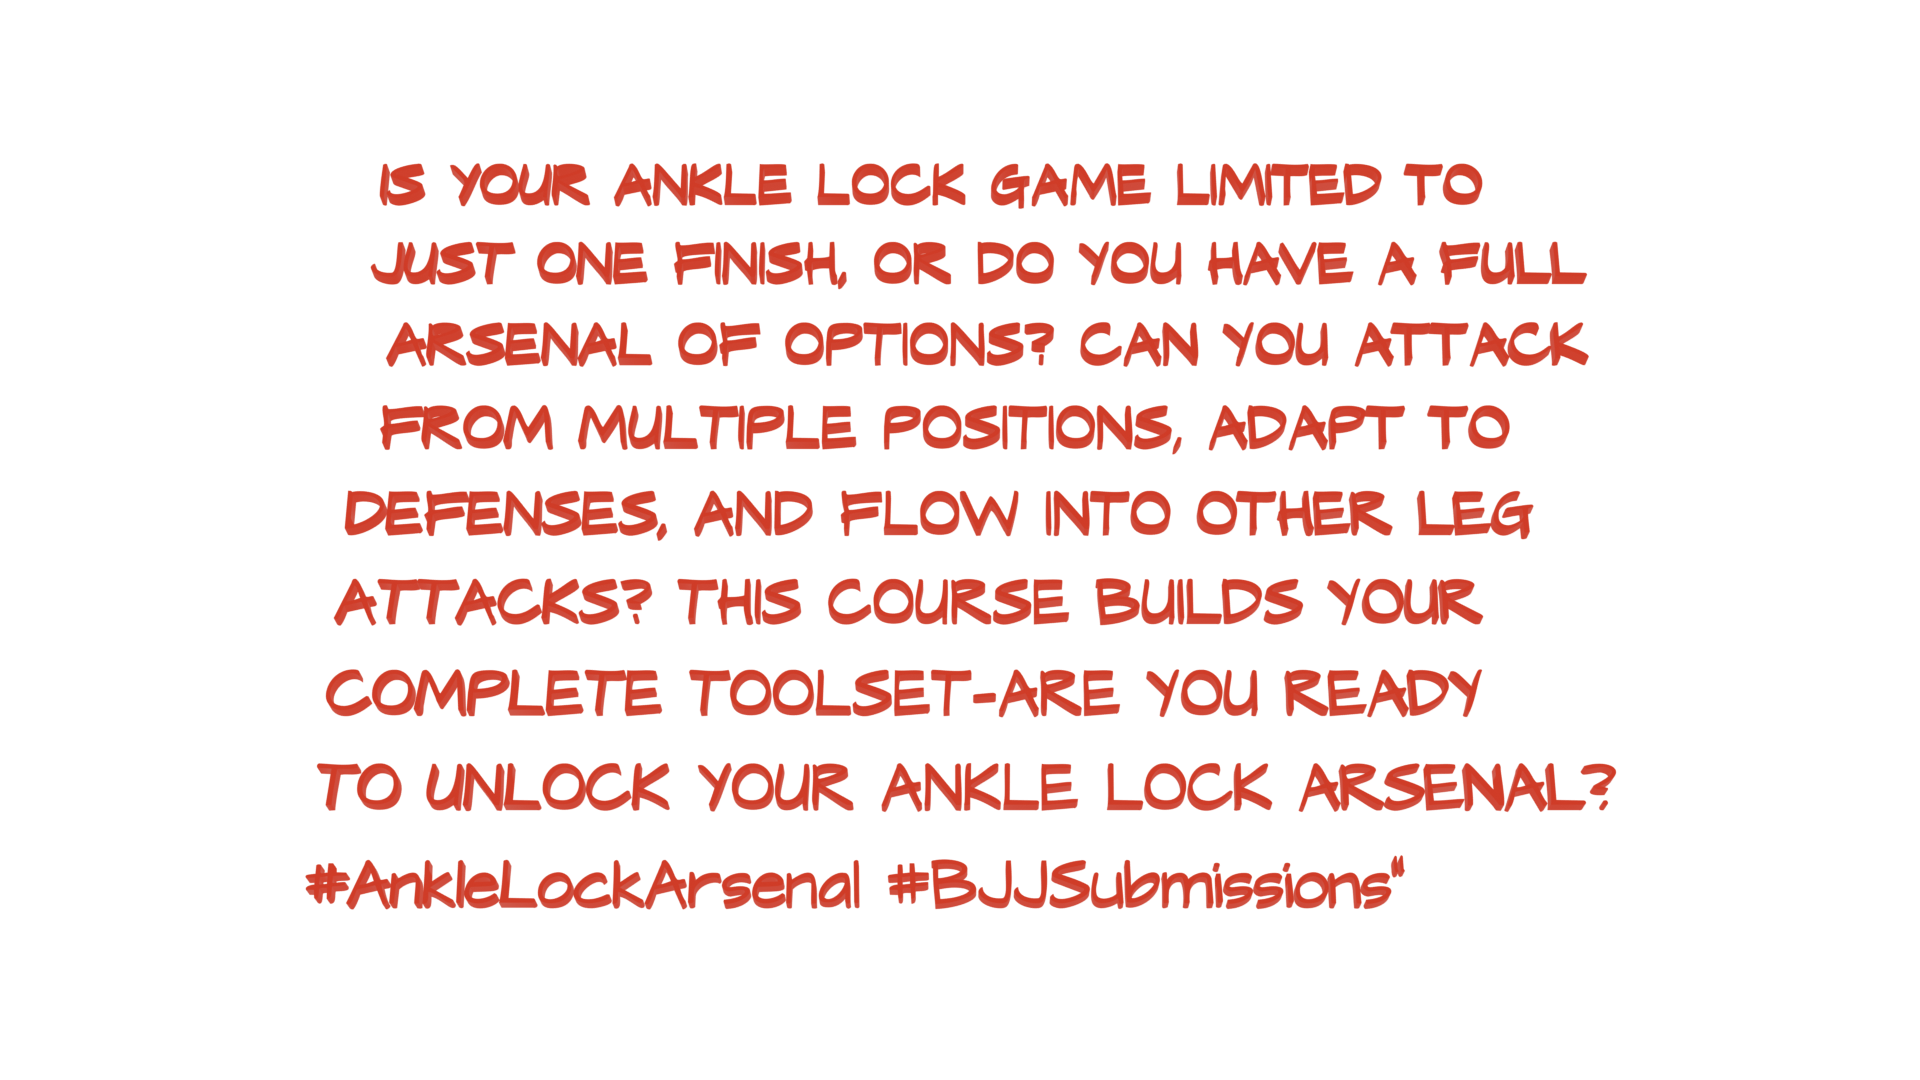 IS YOUR ANKLE LOCK GAME LIMITED TO
JUST ONE FINISH, OR DO YOU HAVE A FULL
ARSENAL OF OPTIONS? CAN YOU ATTACK
FROM MULTIPLE POSITIONS, ADAPT TO
DEFENSES, AND FLOW INTO OTHER LEG
ATTACKS? THIS COURSE BUILDS YOUR
COMPLETE TOOLSET-ARE YOU READY
TO UNLOCK YOUR ANKLE LOCK ARSENAL?
#AnkleLockArsenal #BJJSubmissions"